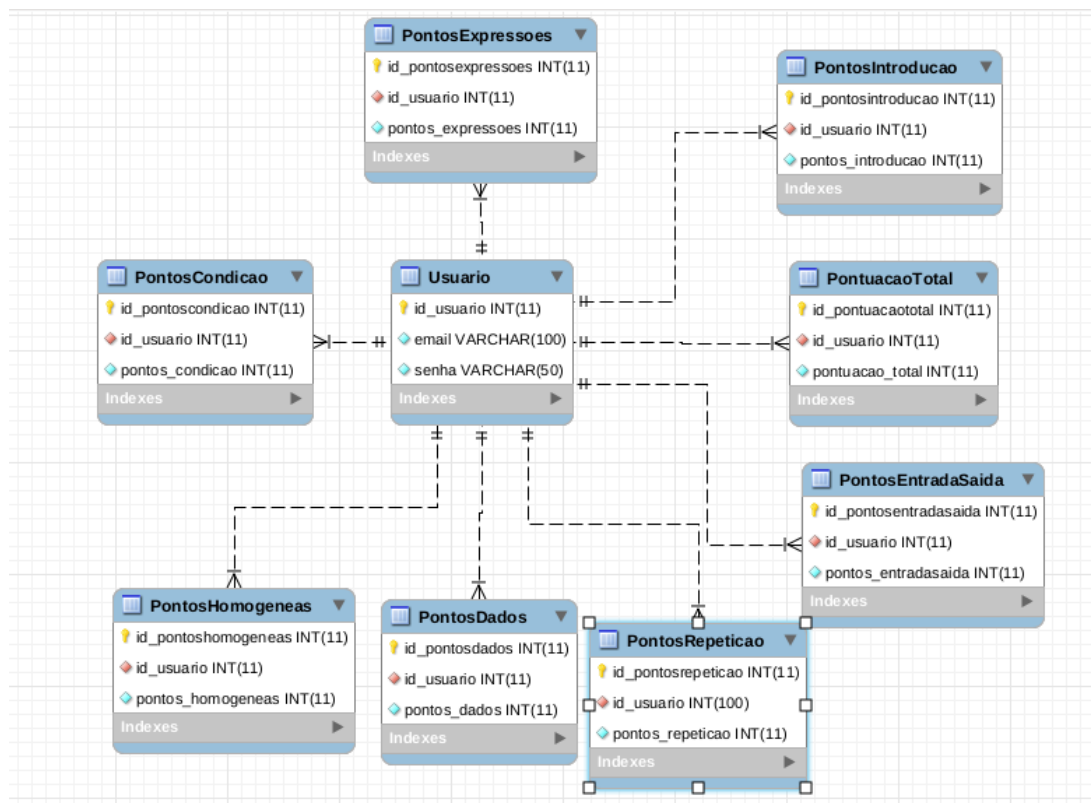 PontosExpressoes
id_pontosexpressoes INT(11)
id_usuario INT(11)
pontos_expressoes INT(11)
Indexes
PontosIntroducao
id_pontosintroducao INT(11)
id_usuario INT(11)
pontos_introducao INT(11)
Indexes
PontosCondicao
id_pontoscondicao INT(11)
id_usuario INT(11)
pontos_condicao INT(11)
Indexes
Usuario
id_usuario INT(11)
email VARCHAR(100)
senha VARCHAR(50)
Indexes
PontuacaoTotal
id_pontuacaototal INT(11)
id_usuario INT(11)
pontuacao_total INT(11)
Indexes
PontosEntradaSaida
id_pontosentradasaida INT(11)
id_usuario INT(11)
pontos_entradasaida INT(11)
Indexes
PontosHomogeneas
id_pontoshomogeneas INT(11)
id_usuario INT(11)
pontos_homogeneas INT(11)
Indexes
PontosDados
id_pontosdados INT(11)
id_usuario INT(11)
pontos_dados INT(11)
Indexes
PontosRepeticao
id_pontosrepeticao INT(11)
id_usuario INT(100)
pontos_repeticao INT(11)
Indexes